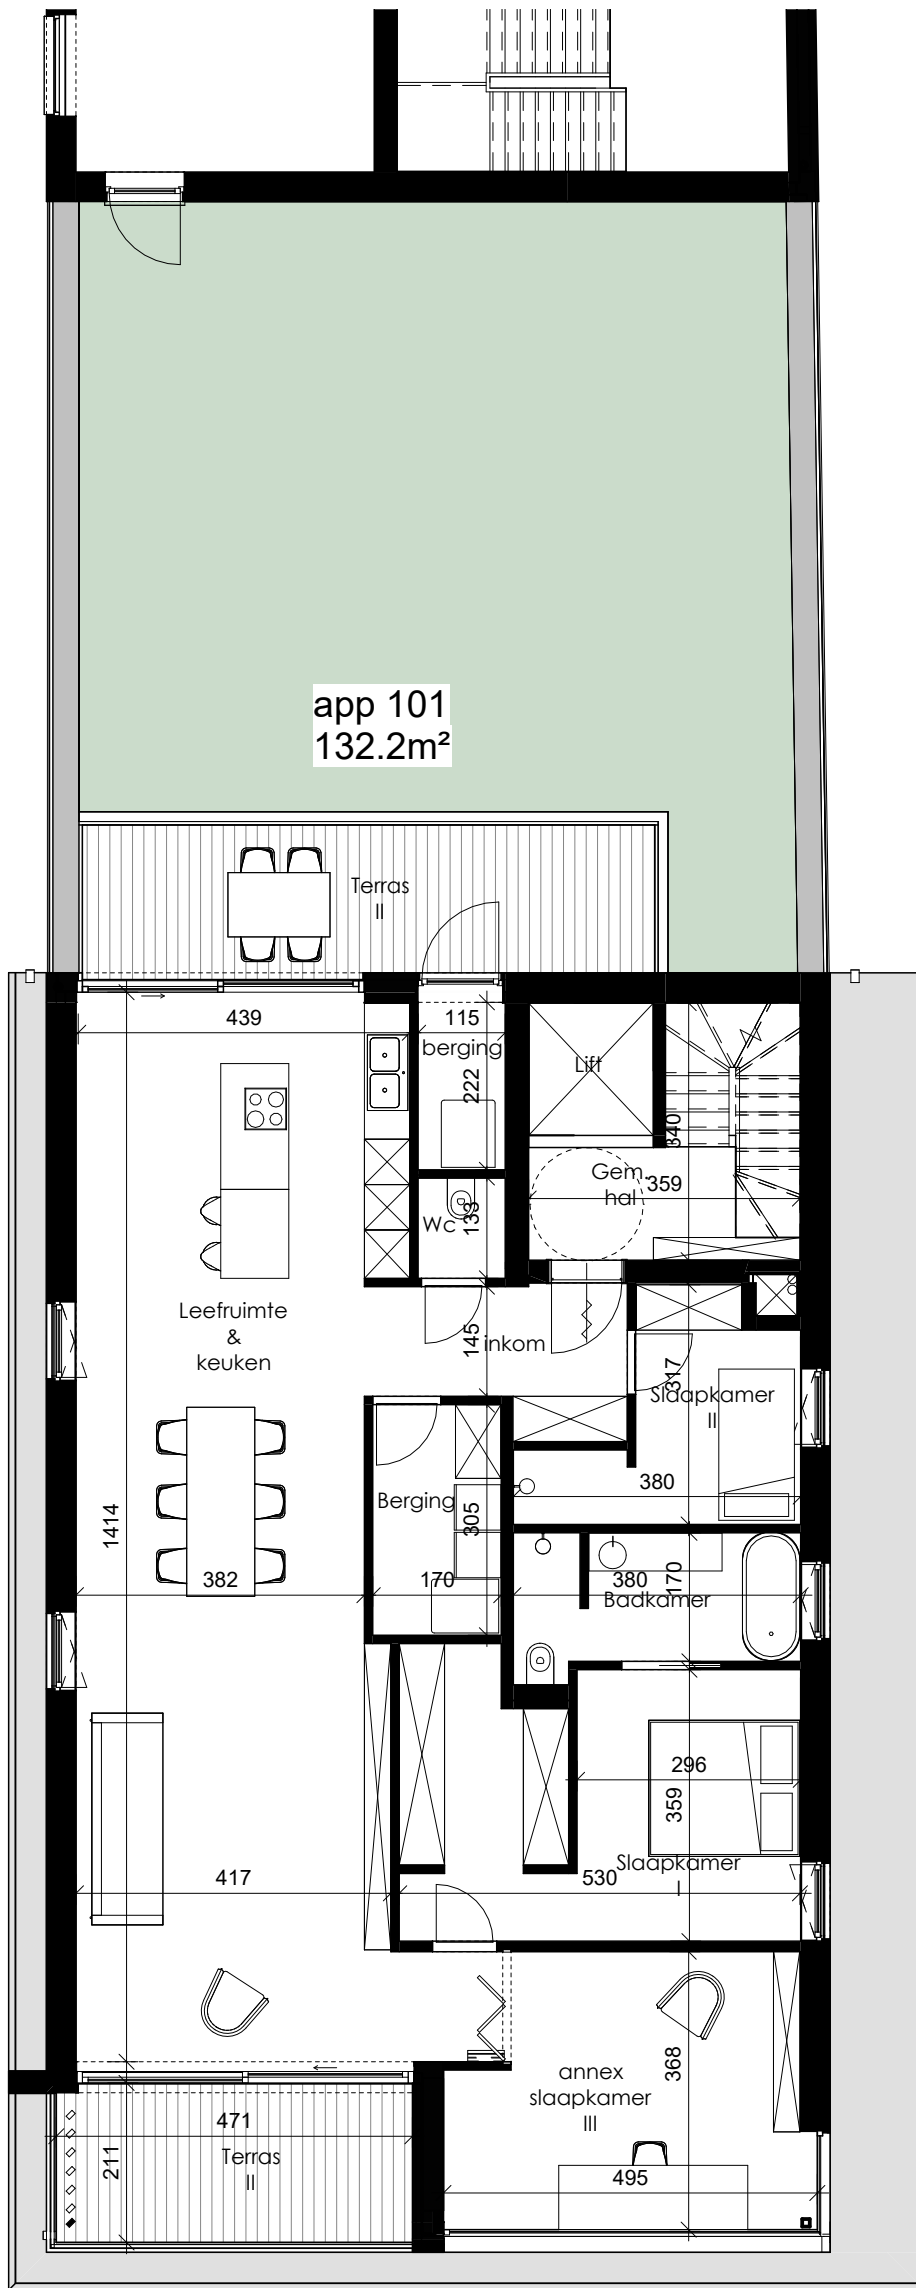 app 101
132.2m²
Terras
II
439
115
berging
222
Lift
340
Gem.
hal
359
Wc
133
Leefruimte
&
keuken
145
inkom
317
Slaapkamer
II
380
Berging
305
1414
382
170
380
170
Badkamer
296
359
Slaapkamer
I
417
530
368
annex
slaapkamer
III
471
211
Terras
II
495